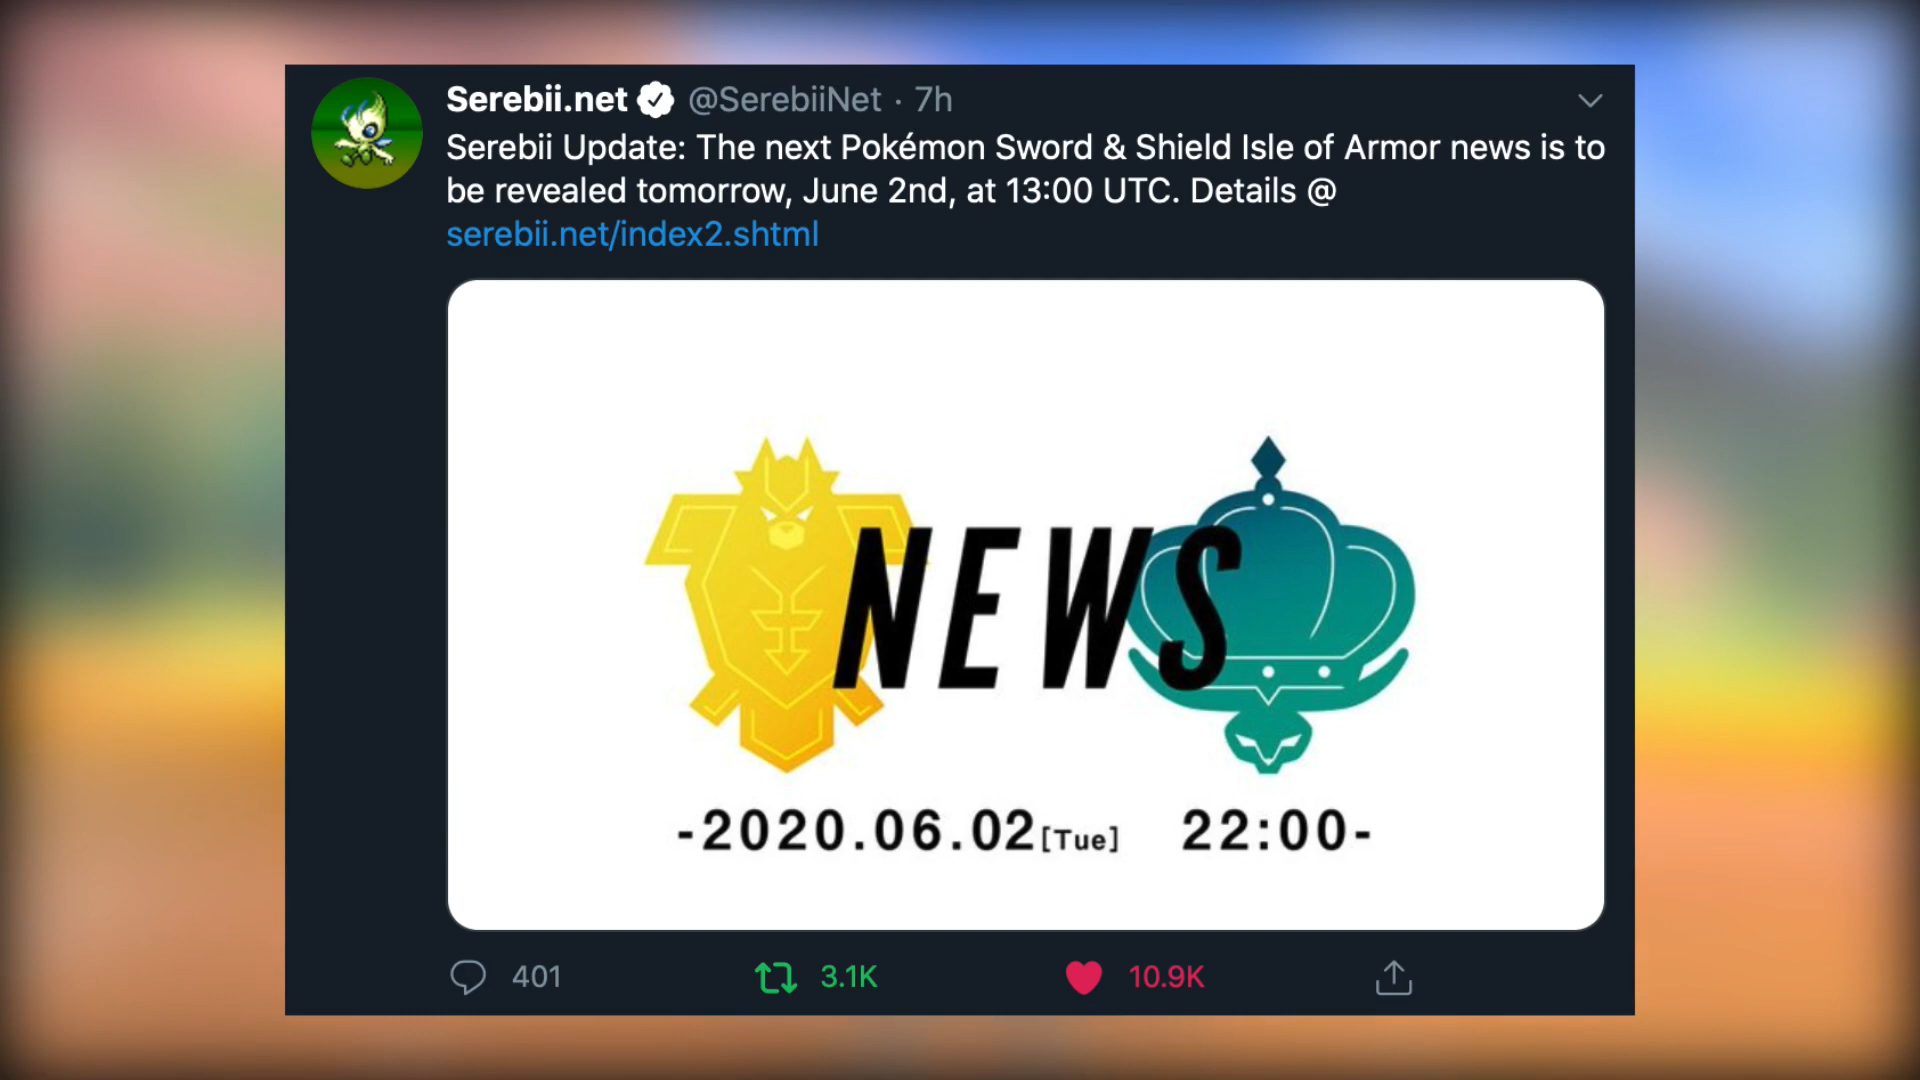 Serebii.net @SerebiiNet · 7h
Serebii Update: The next Pokémon Sword & Shield Isle of Armor news is to
be revealed tomorrow, June 2nd, at 13:00 UTC. Details @
serebii.net/index2.shtml
NEWS
-2020.06.02[Tue] 22:00-
401 3.1K 10.9K